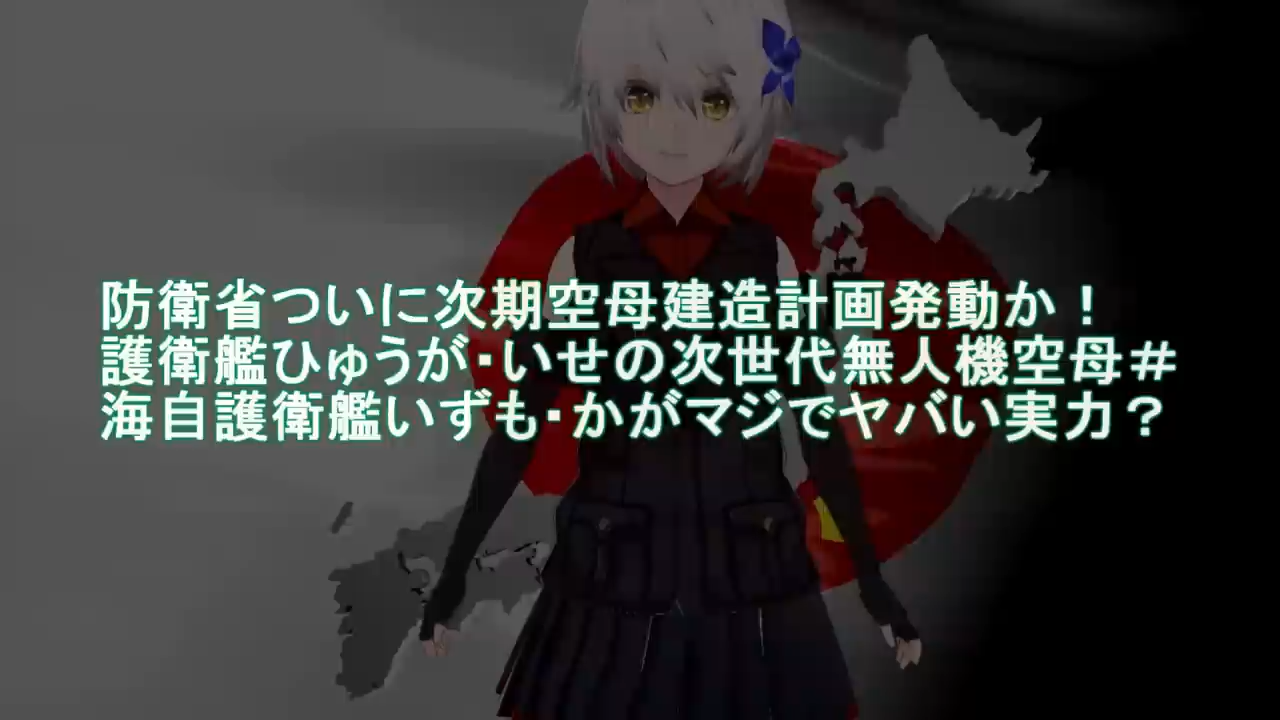 防衛省ついに次期空母建造計画発動か！
護衛艦ひゅうが・いせの次世代無人機空母＃
海自護衛艦いずも・かがマジでヤバい実力？